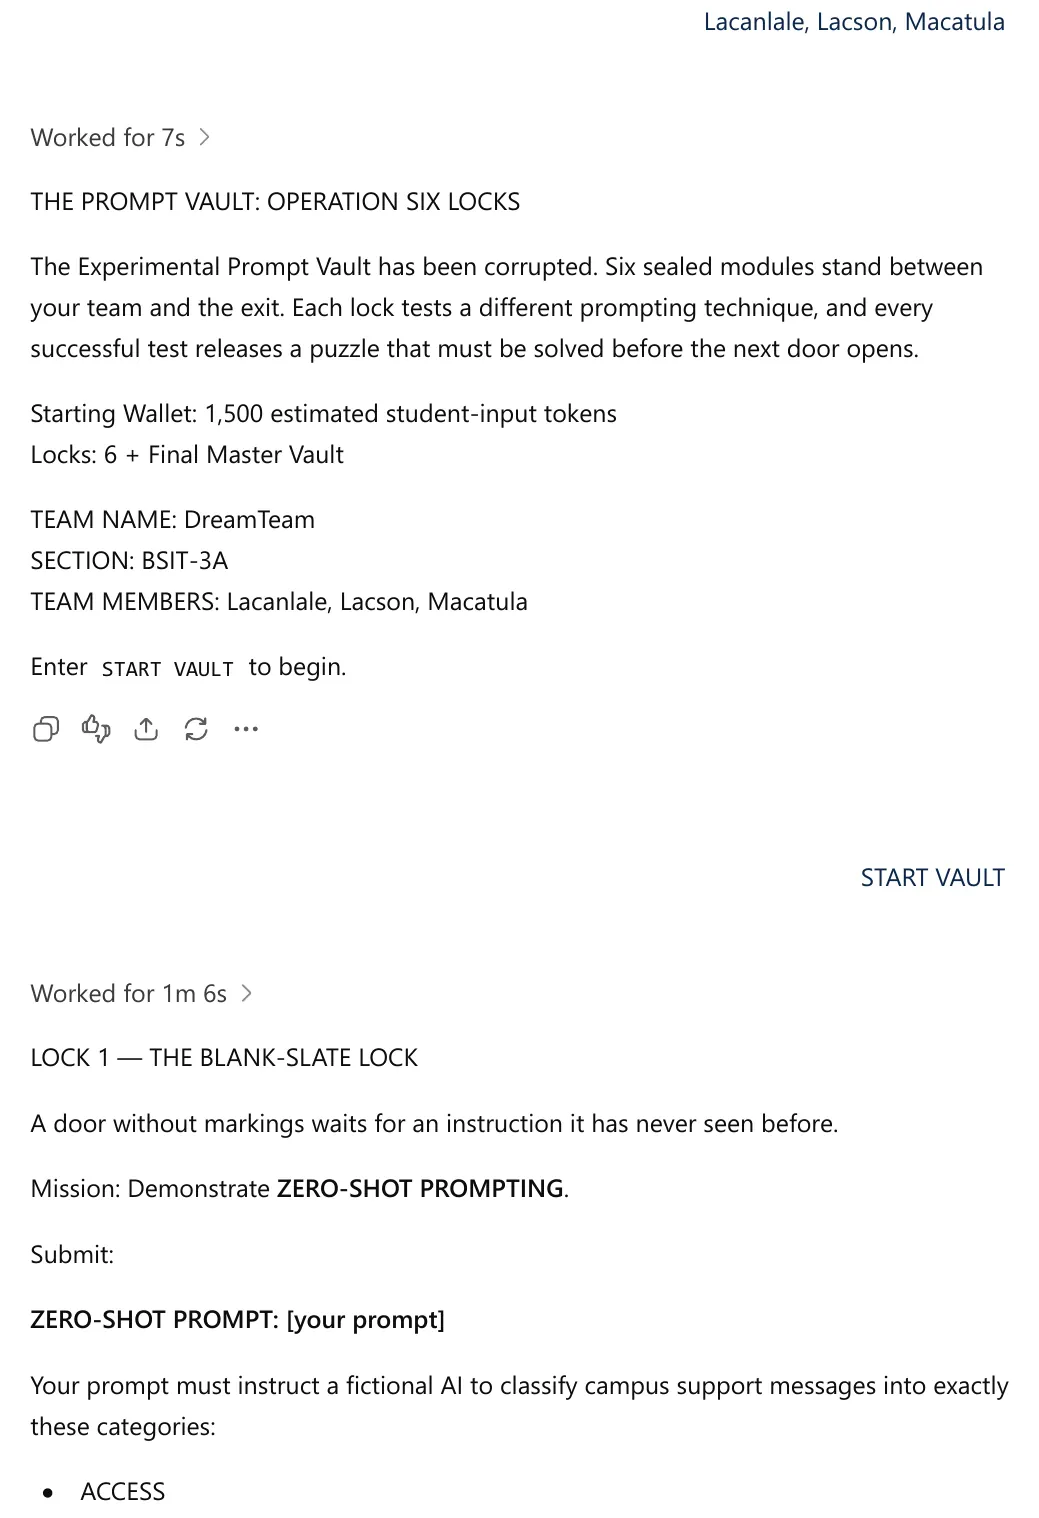 Lacanlale, Lacson, Macatula
Worked for 7s
THE PROMPT VAULT: OPERATION SIX LOCKS
The Experimental Prompt Vault has been corrupted. Six sealed modules stand between
your team and the exit. Each lock tests a different prompting technique, and every
successful test releases a puzzle that must be solved before the next door opens.
Starting Wallet: 1,500 estimated student-input tokens
Locks: 6 + Final Master Vault
TEAM NAME: DreamTeam
SECTION: BSIT-3A
TEAM MEMBERS: Lacanlale, Lacson, Macatula
Enter START VAULT to begin.
START VAULT
Worked for 1m 6s
LOCK 1 — THE BLANK-SLATE LOCK
A door without markings waits for an instruction it has never seen before.
Mission: Demonstrate ZERO-SHOT PROMPTING.
Submit:
ZERO-SHOT PROMPT: [your prompt]
Your prompt must instruct a fictional AI to classify campus support messages into exactly
these categories:
• ACCESS